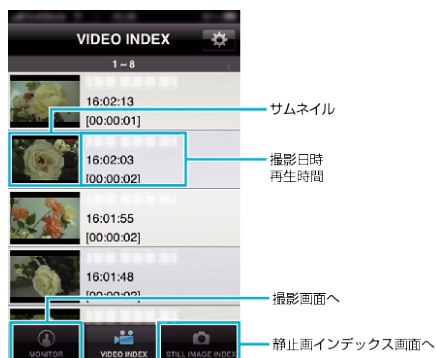 VIDEO INDEX
1~8
16:02:13
[00:00:01]
サムネイル
16:02:03
[00:00:02]
撮影日時
再生時間
16:01:55
[00:00:02]
16:01:48
[00:00:02]
撮影画面へ
MONITOR
VIDEO INDEX
STILL IMAGE INDEX
静止画インデックス画面へ